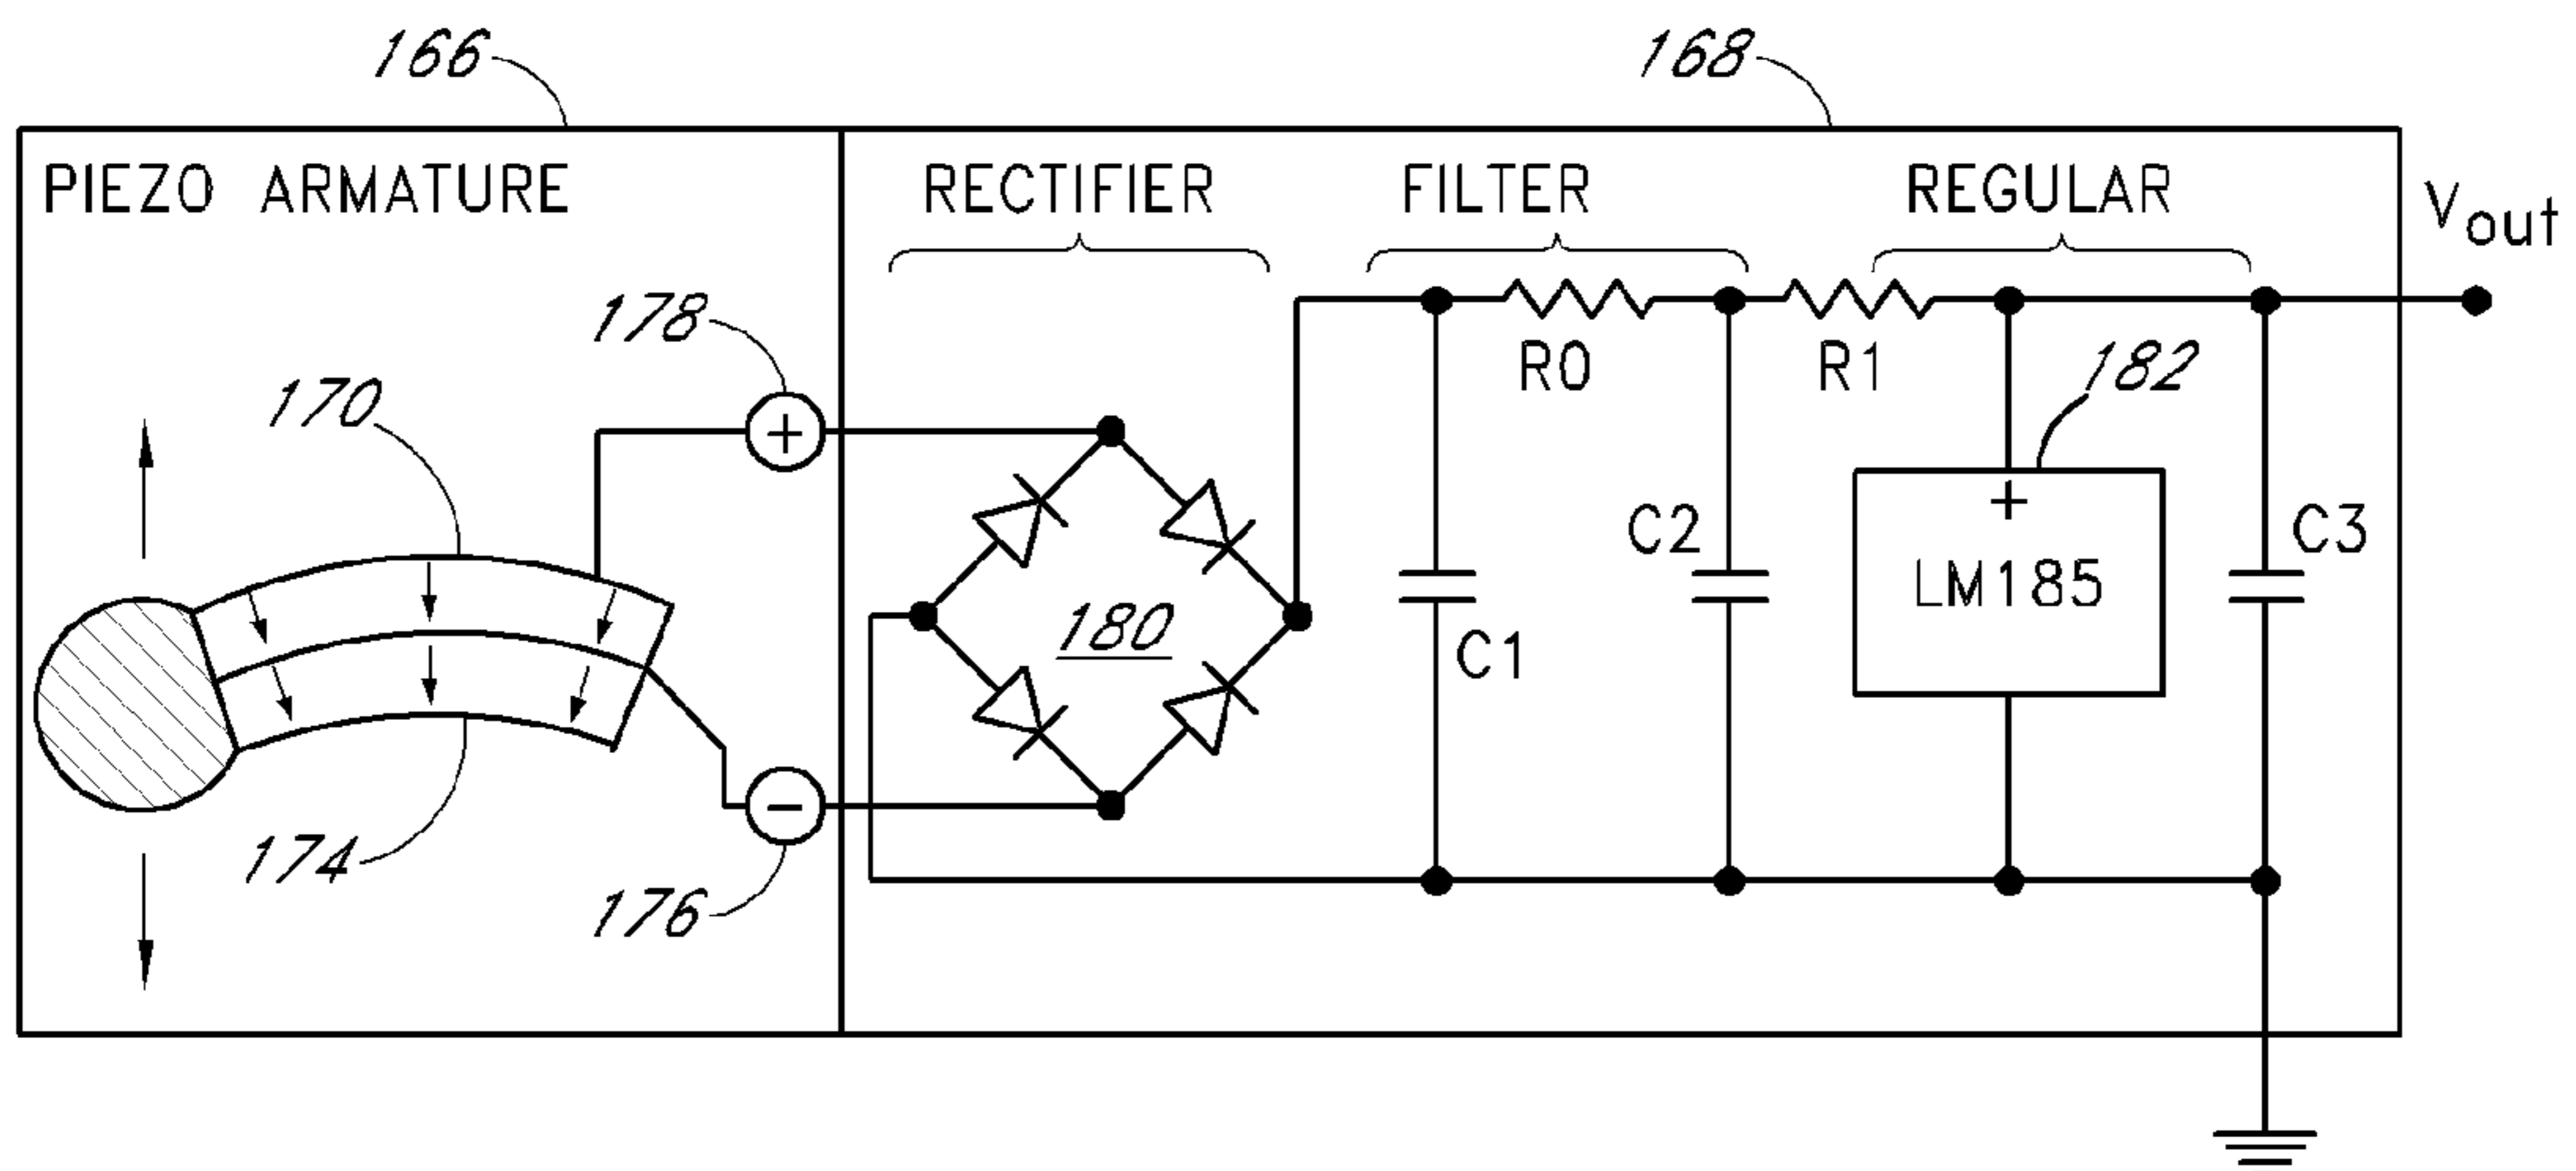 166
168
PIEZO ARMATURE
RECTIFIER
FILTER
REGULAR
Vout
178
+
R0
R1
182
170
+
C2
C3
LM185
180
C1
174
−
176